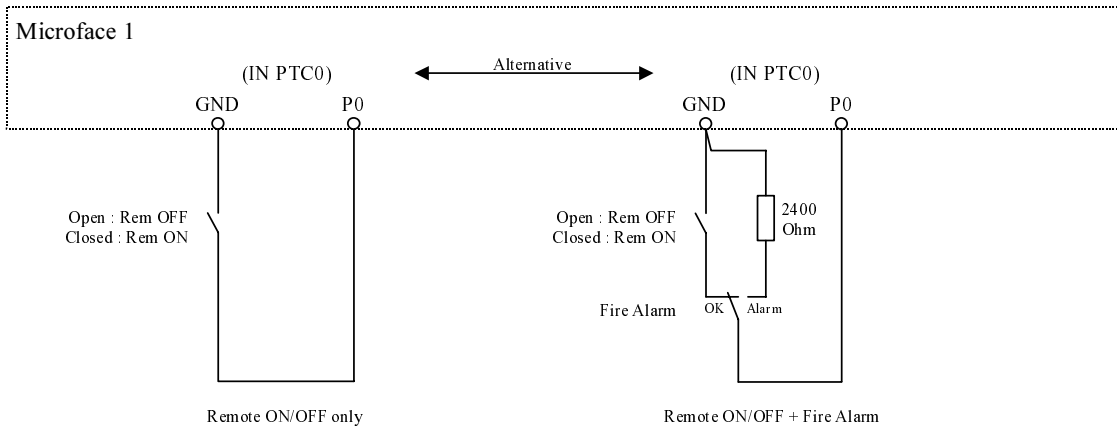 Microface 1
Alternative
(IN PTC0)
(IN PTC0)
GND
P0
GND
P0
Open : Rem OFF
Closed : Rem ON
Open : Rem OFF
Closed : Rem ON
2400
Ohm
Fire Alarm
OK
Alarm
Remote ON/OFF only
Remote ON/OFF + Fire Alarm